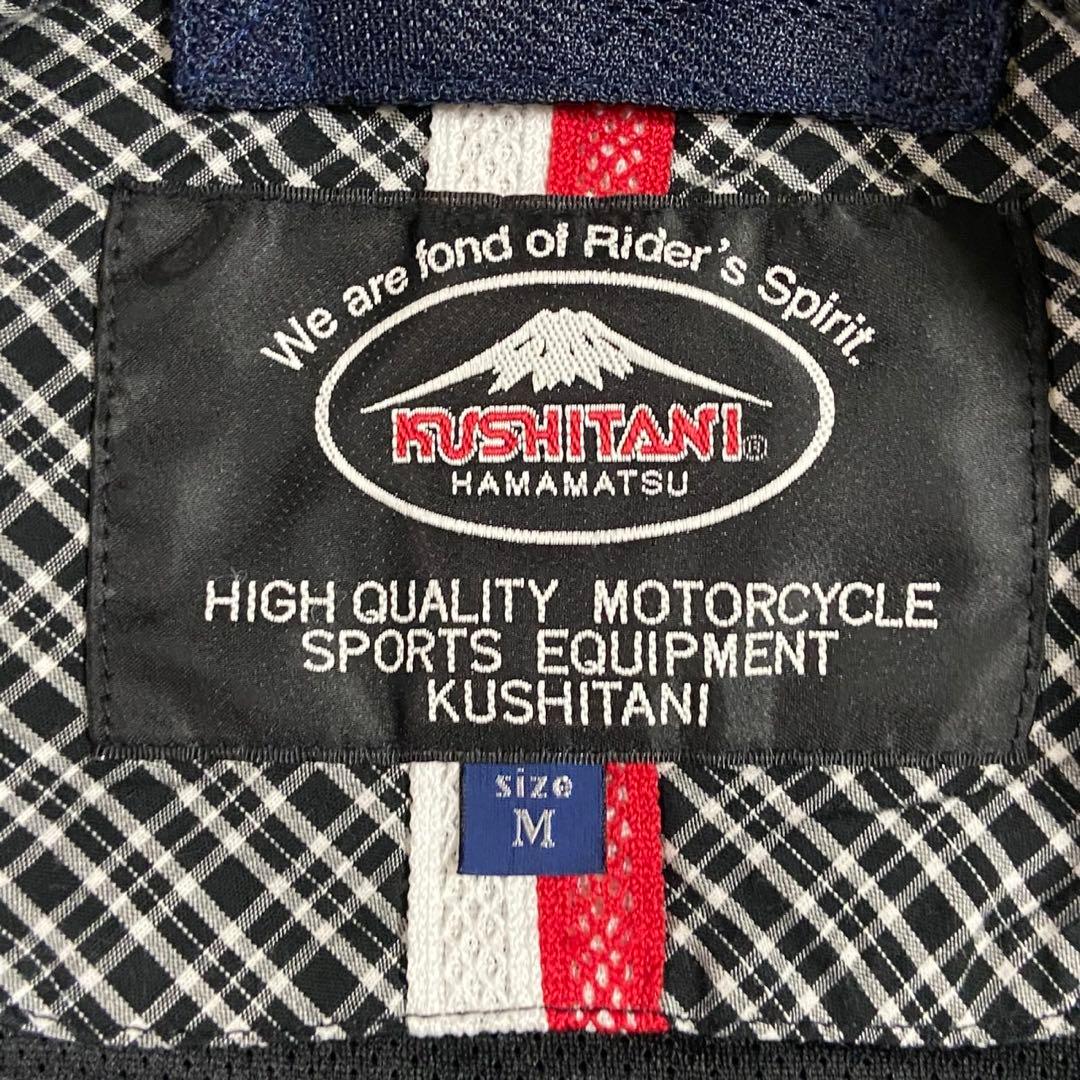 We are fond of Rider's Spirit.
KUSHITANI®
HAMAMATSU
HIGH QUALITY MOTORCYCLE
SPORTS EQUIPMENT
KUSHITANI
size
M